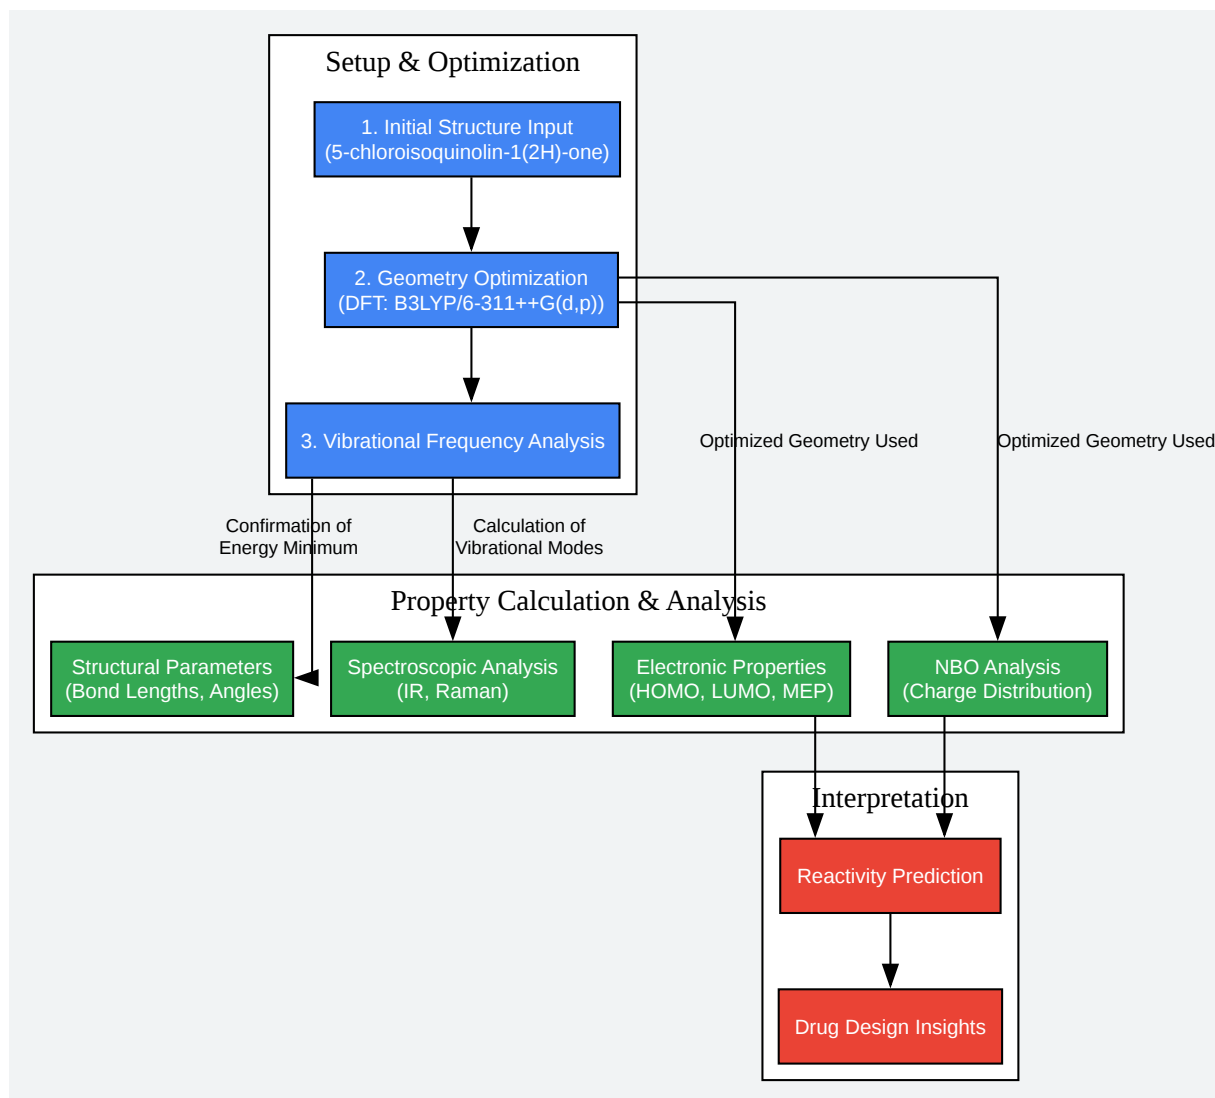 Setup & Optimization
1. Initial Structure Input
(5-chloroisoquinolin-1(2H)-one)
2. Geometry Optimization
(DFT: B3LYP/6-311++G(d,p))
3. Vibrational Frequency Analysis
Optimized Geometry Used
Optimized Geometry Used
Confirmation of
Energy Minimum
Calculation of
Vibrational Modes
Property Calculation & Analysis
Structural Parameters
(Bond Lengths, Angles)
Spectroscopic Analysis
(IR, Raman)
Electronic Properties
(HOMO, LUMO, MEP)
NBO Analysis
(Charge Distribution)
Interpretation
Reactivity Prediction
Drug Design Insights